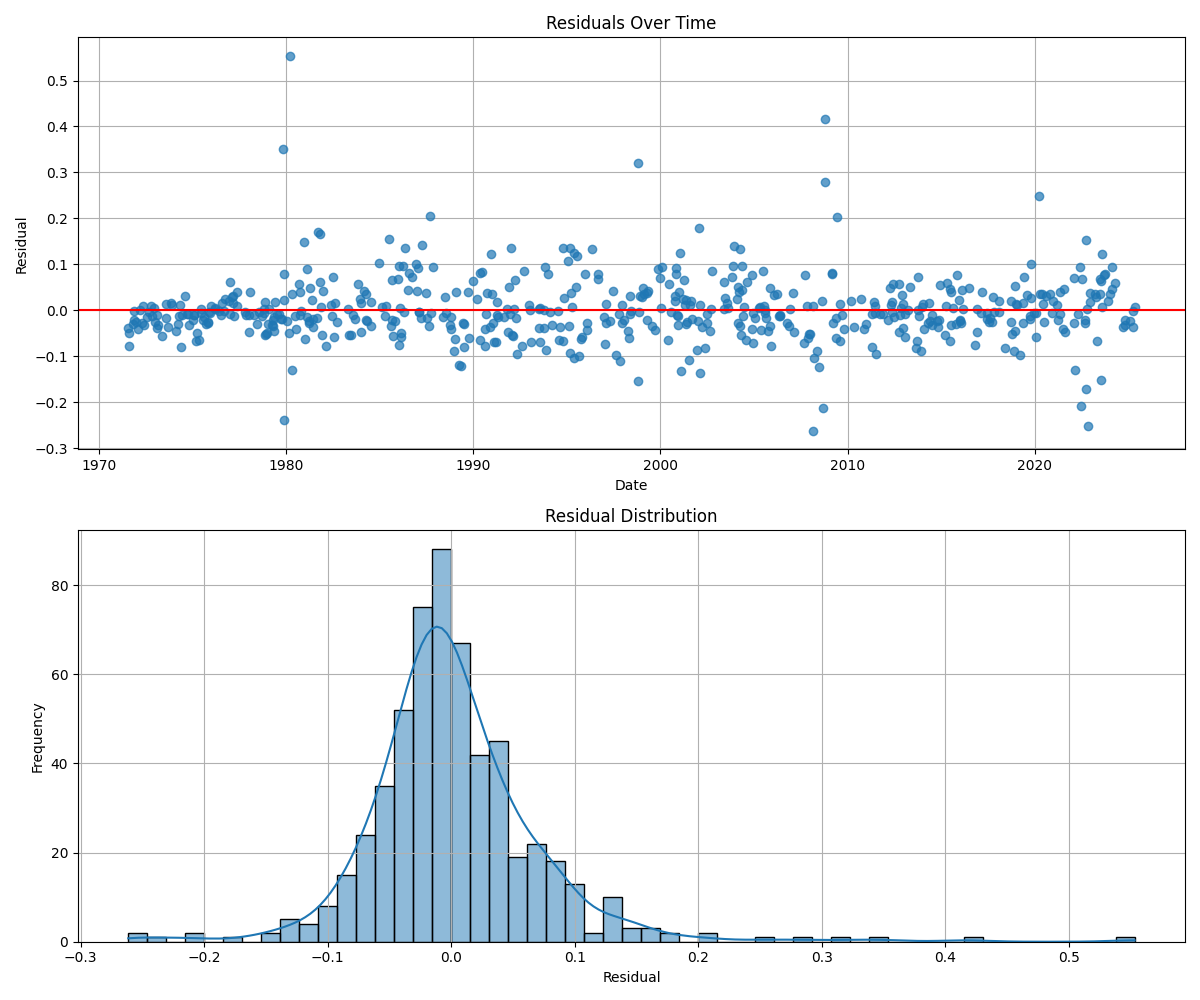 Residuals Over Time
Residual
0.5
0.4
0.3
0.2
0.1
0.0
−0.1
−0.2
−0.3
1970 1980 1990 2000 2010 2020
Date
Residual Distribution
Frequency
80
60
40
20
0
−0.3 −0.2 −0.1 0.0 0.1 0.2 0.3 0.4 0.5
Residual